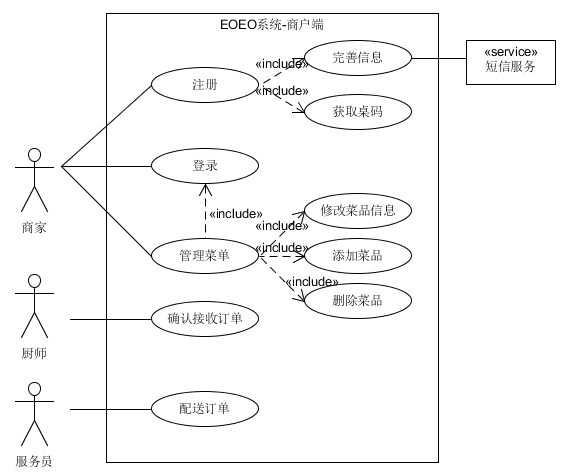 EOEO系统-商户端
«include»
完善信息
«service»
短信服务
注册
«include»
获取桌码
登录
商家
«include»
修改菜品信息
«include»
管理菜单
«include»
添加菜品
«include»
删除菜品
确认接收订单
厨师
配送订单
服务员